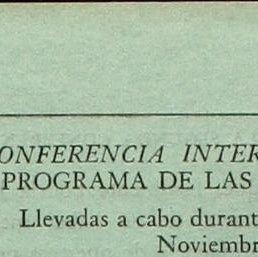 ONFERENCIA INTER
PROGRAMA DE LAS
Llevadas a cabo durant
Noviembr